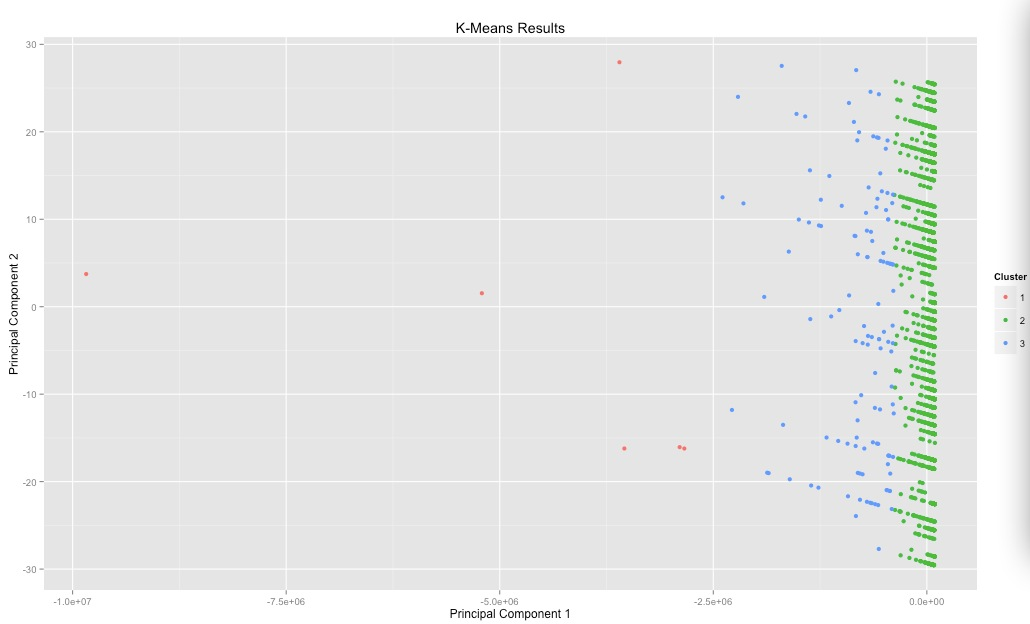 K-Means Results
30
20
10
0
-10
-20
-30
Principal Component 2
-1.0e+07
-7.5e+06
-5.0e+06
-2.5e+06
0.0e+00
Principal Component 1
Cluster
1
2
3